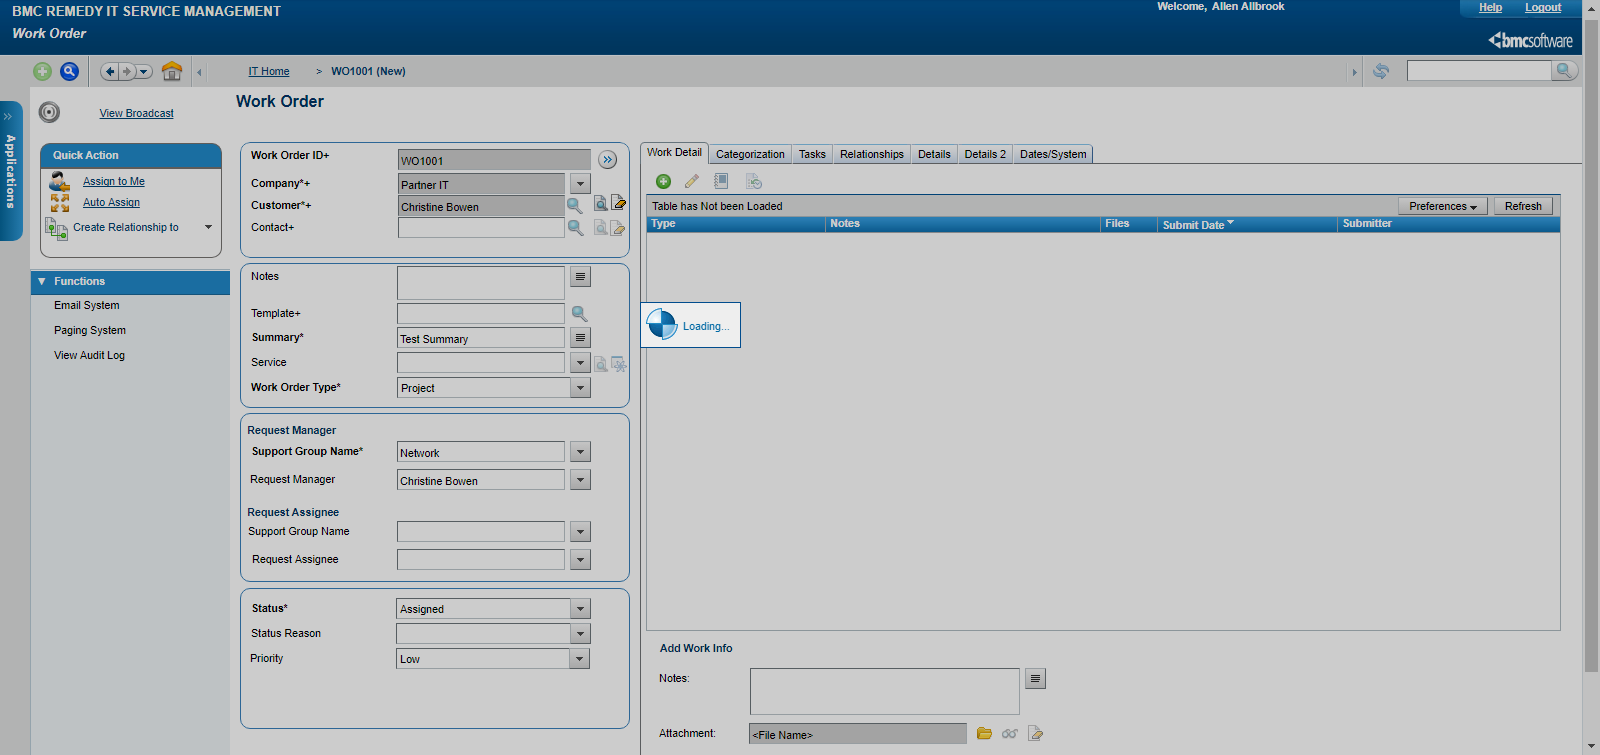 BMC REMEDY IT SERVICE MANAGEMENT
Welcome, Allen Allbrook
Help
Logout
Work Order
bmcsoftware
IT Home > WO1001 (New)
Applications
View Broadcast
Work Order
Quick Action
Assign to Me
Auto Assign
Create Relationship to
Functions
Email System
Paging System
View Audit Log
Work Order ID+ WO1001
Company*+ Partner IT
Customer*+ Christine Bowen
Contact+
Notes
Template+
Summary* Test Summary
Service
Work Order Type* Project
Request Manager
Support Group Name* Network
Request Manager Christine Bowen
Request Assignee
Support Group Name
Request Assignee
Status* Assigned
Status Reason
Priority Low
Work Detail Categorization Tasks Relationships Details Details 2 Dates/System
Table has Not been Loaded Preferences Refresh
Type Notes Files Submit Date Submitter
Loading...
Add Work Info
Notes:
Attachment: <File Name>